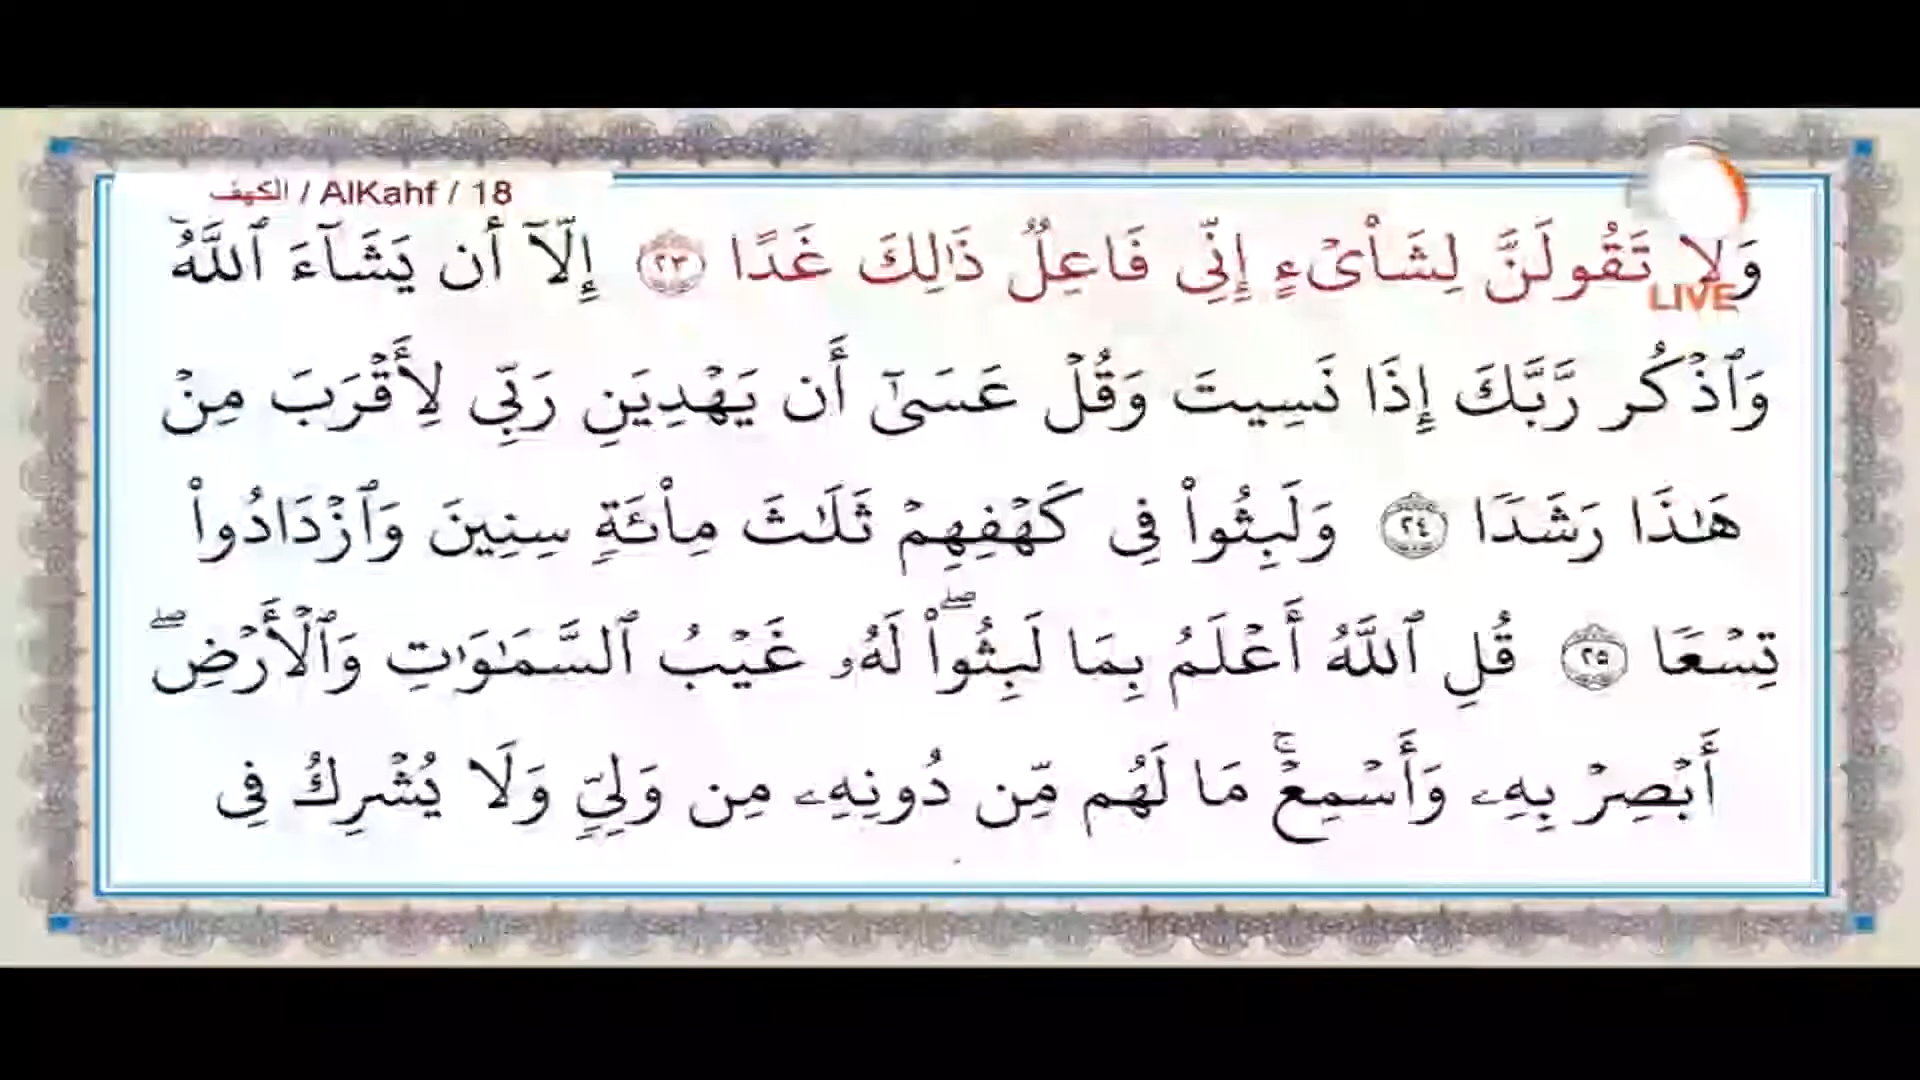 الكهف / AlKahf / 18
وَلَا تَقُولَنَّ لِشَا۟ىْءٍ إِنِّى فَاعِلٌ ذَٰلِكَ غَدًا ٢٣ إِلَّآ أَن يَشَآءَ ٱللَّهُ ۚ
LIVE
وَٱذْكُر رَّبَّكَ إِذَا نَسِيتَ وَقُلْ عَسَىٰٓ أَن يَهْدِيَنِ رَبِّى لِأَقْرَبَ مِنْ
هَـٰذَا رَشَدًا ٢٤ وَلَبِثُوا۟ فِى كَهْفِهِمْ ثَلَـٰثَ مِا۟ئَةٍ سِنِينَ وَٱزْدَادُوا۟
تِسْعًا ٢٥ قُلِ ٱللَّهُ أَعْلَمُ بِمَا لَبِثُوا۟ ۖ لَهُۥ غَيْبُ ٱلسَّمَـٰوَٰتِ وَٱلْأَرْضِ ۖ
أَبْصِرْ بِهِۦ وَأَسْمِعْ ۚ مَا لَهُم مِّن دُونِهِۦ مِن وَلِىٍّ وَلَا يُشْرِكُ فِى